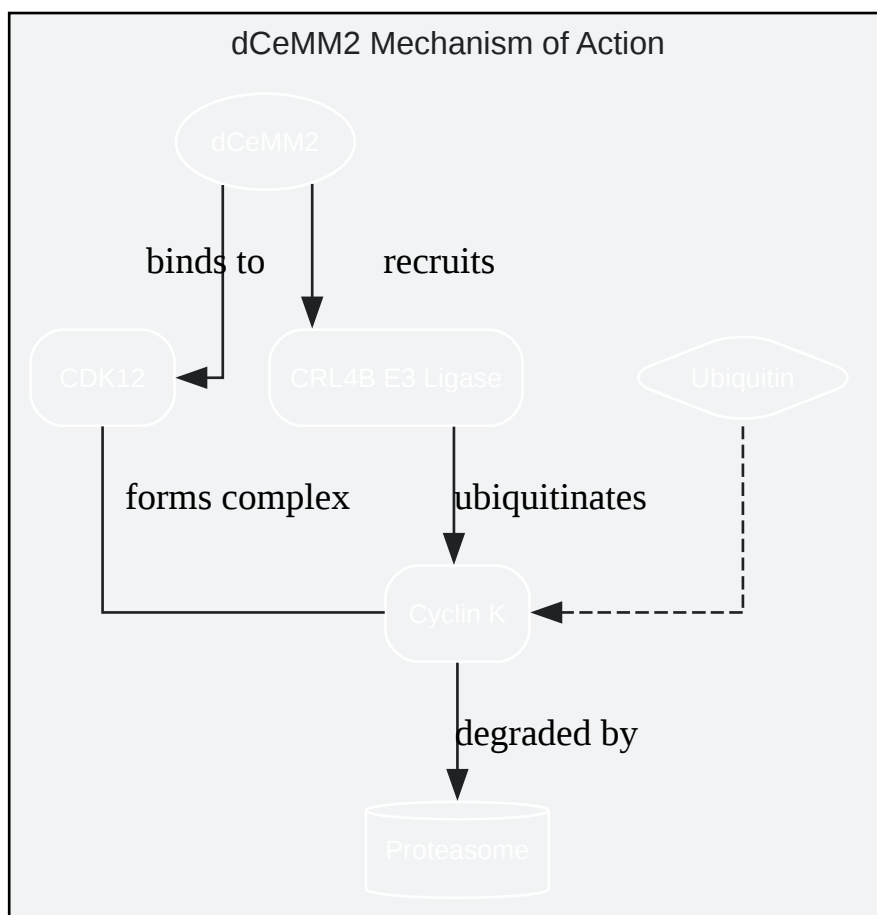 dCeMM2 Mechanism of Action
dCeMM2
binds to
recruits
CDK12
CRL4B E3 Ligase
Ubiquitin
forms complex
ubiquitinates
Cyclin K
degraded by
Proteasome